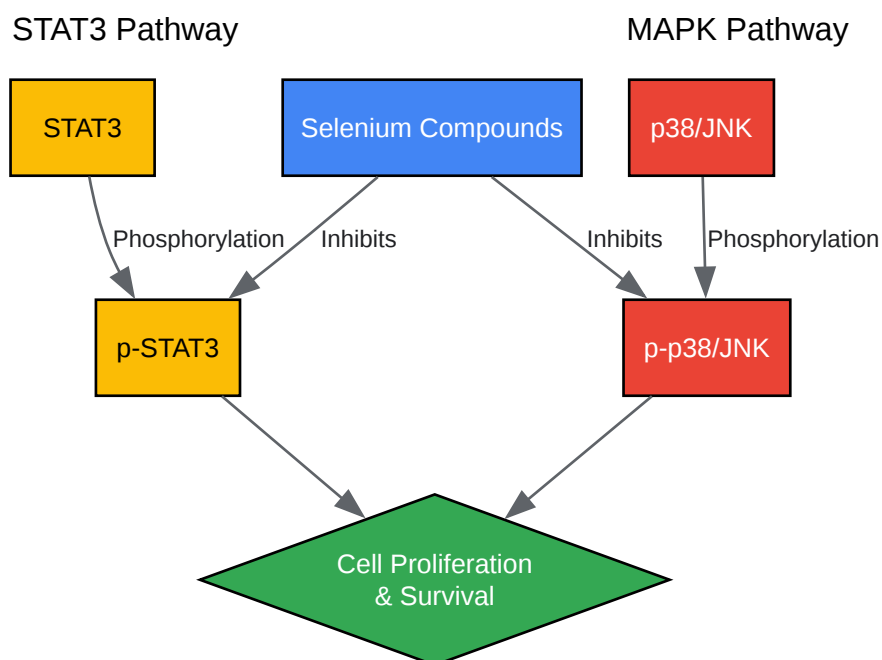 STAT3 Pathway
MAPK Pathway
STAT3
Selenium Compounds
p38/JNK
Phosphorylation
Inhibits
Inhibits
Phosphorylation
p-STAT3
p-p38/JNK
Cell Proliferation
& Survival